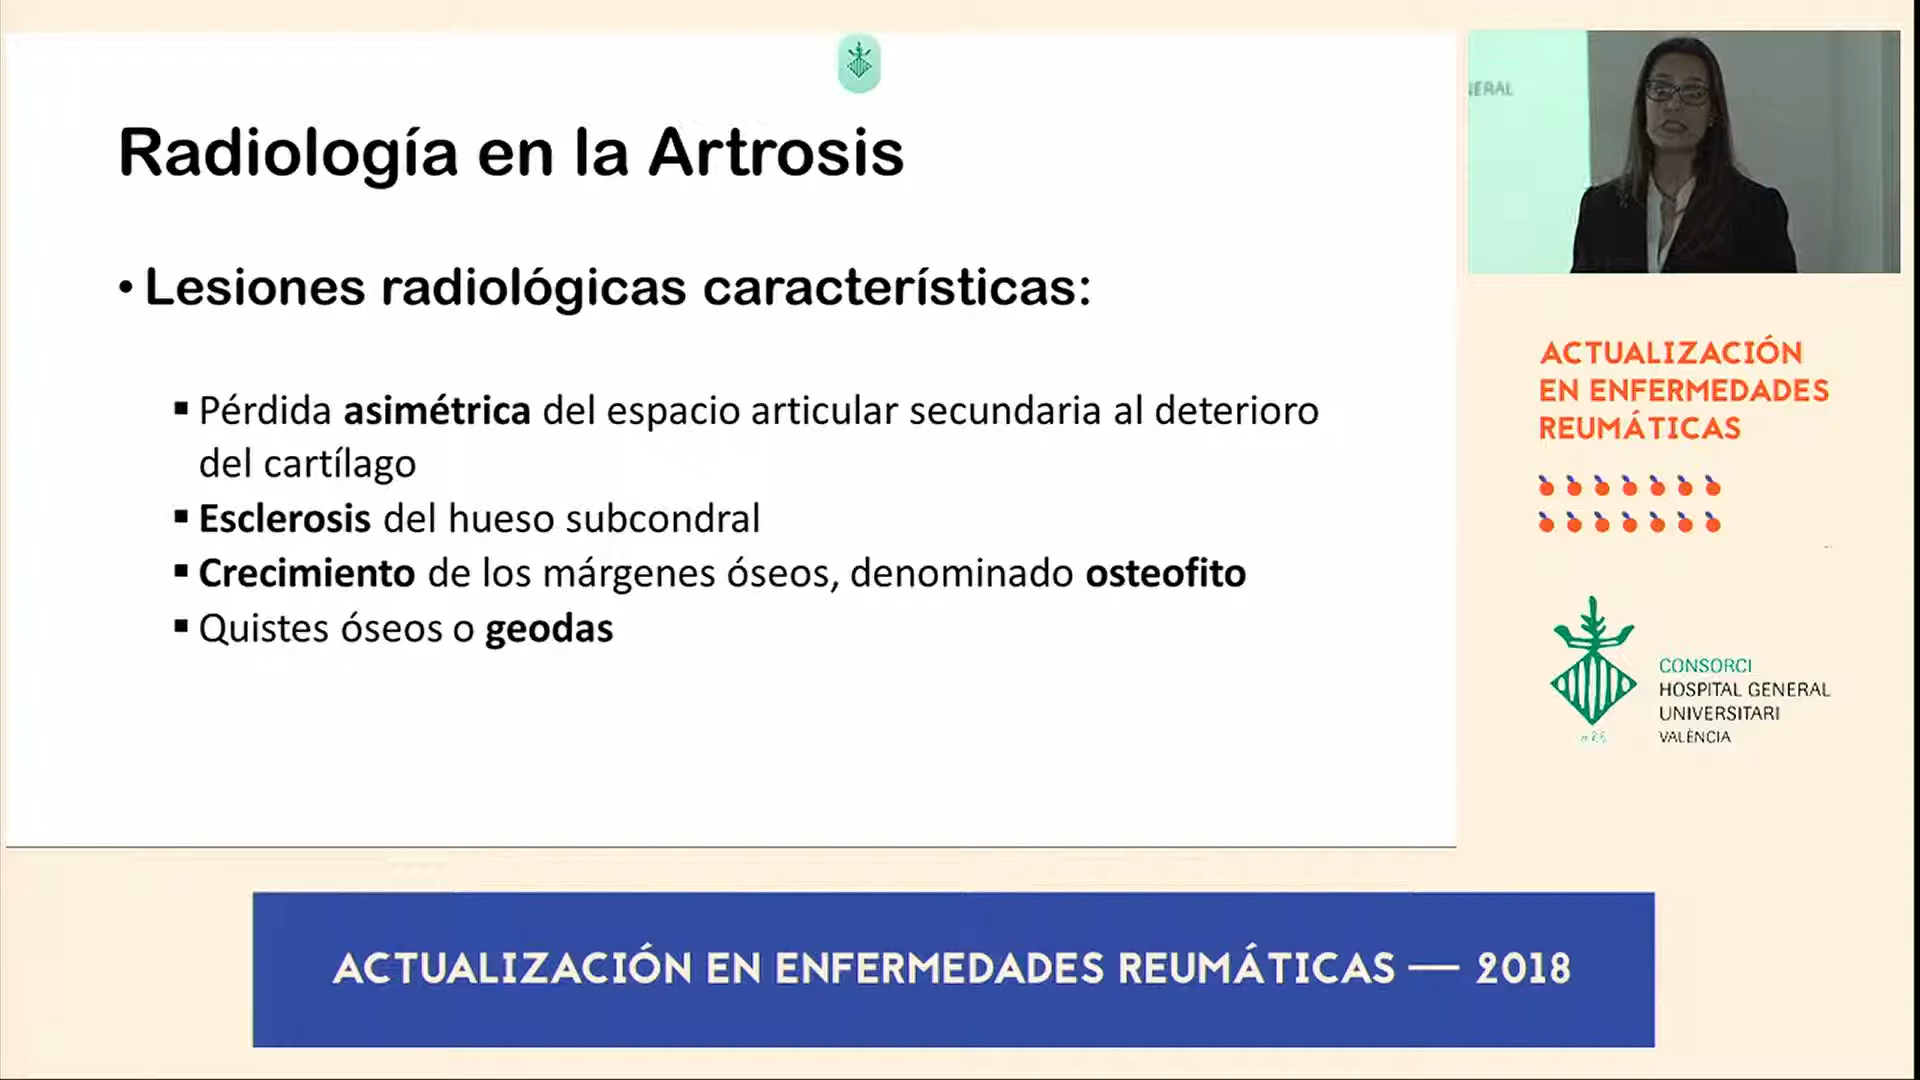 Radiología en la Artrosis
• Lesiones radiológicas características:
▪ Pérdida asimétrica del espacio articular secundaria al deterioro
del cartílago
▪ Esclerosis del hueso subcondral
▪ Crecimiento de los márgenes óseos, denominado osteofito
▪ Quistes óseos o geodas
ACTUALIZACIÓN
EN ENFERMEDADES
REUMÁTICAS
CONSORCI
HOSPITAL GENERAL
UNIVERSITARI
VALÈNCIA
ACTUALIZACIÓN EN ENFERMEDADES REUMÁTICAS — 2018